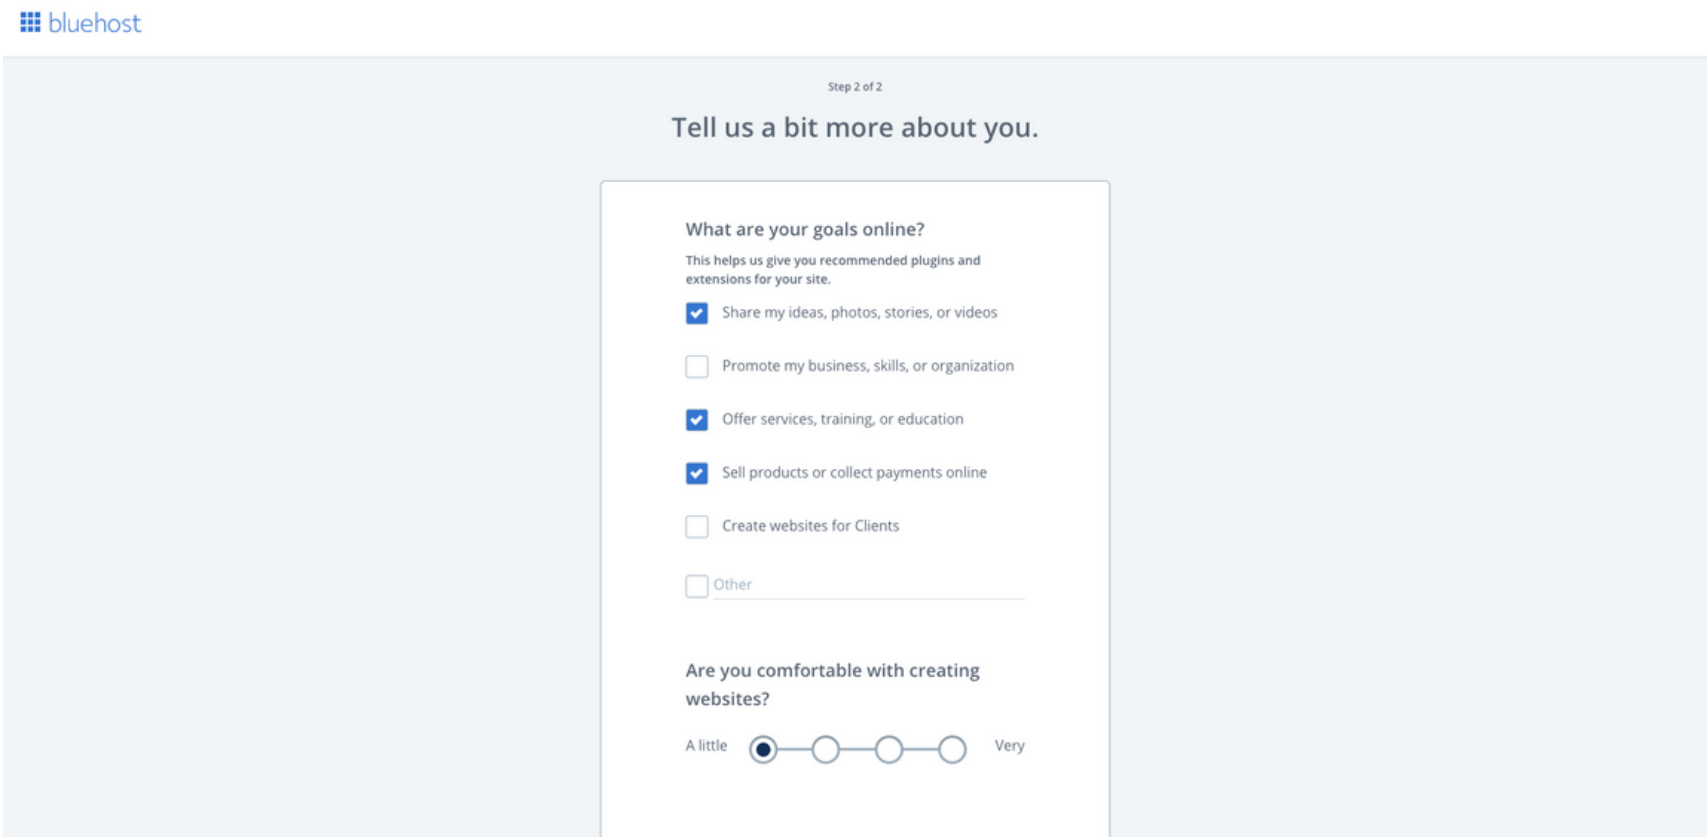 bluehost
Step 2 of 2
Tell us a bit more about you.
What are your goals online?
This helps us give you recommended plugins and
extensions for your site.
Share my ideas, photos, stories, or videos
Promote my business, skills, or organization
Offer services, training, or education
Sell products or collect payments online
Create websites for Clients
Other
Are you comfortable with creating
websites?
A little Very